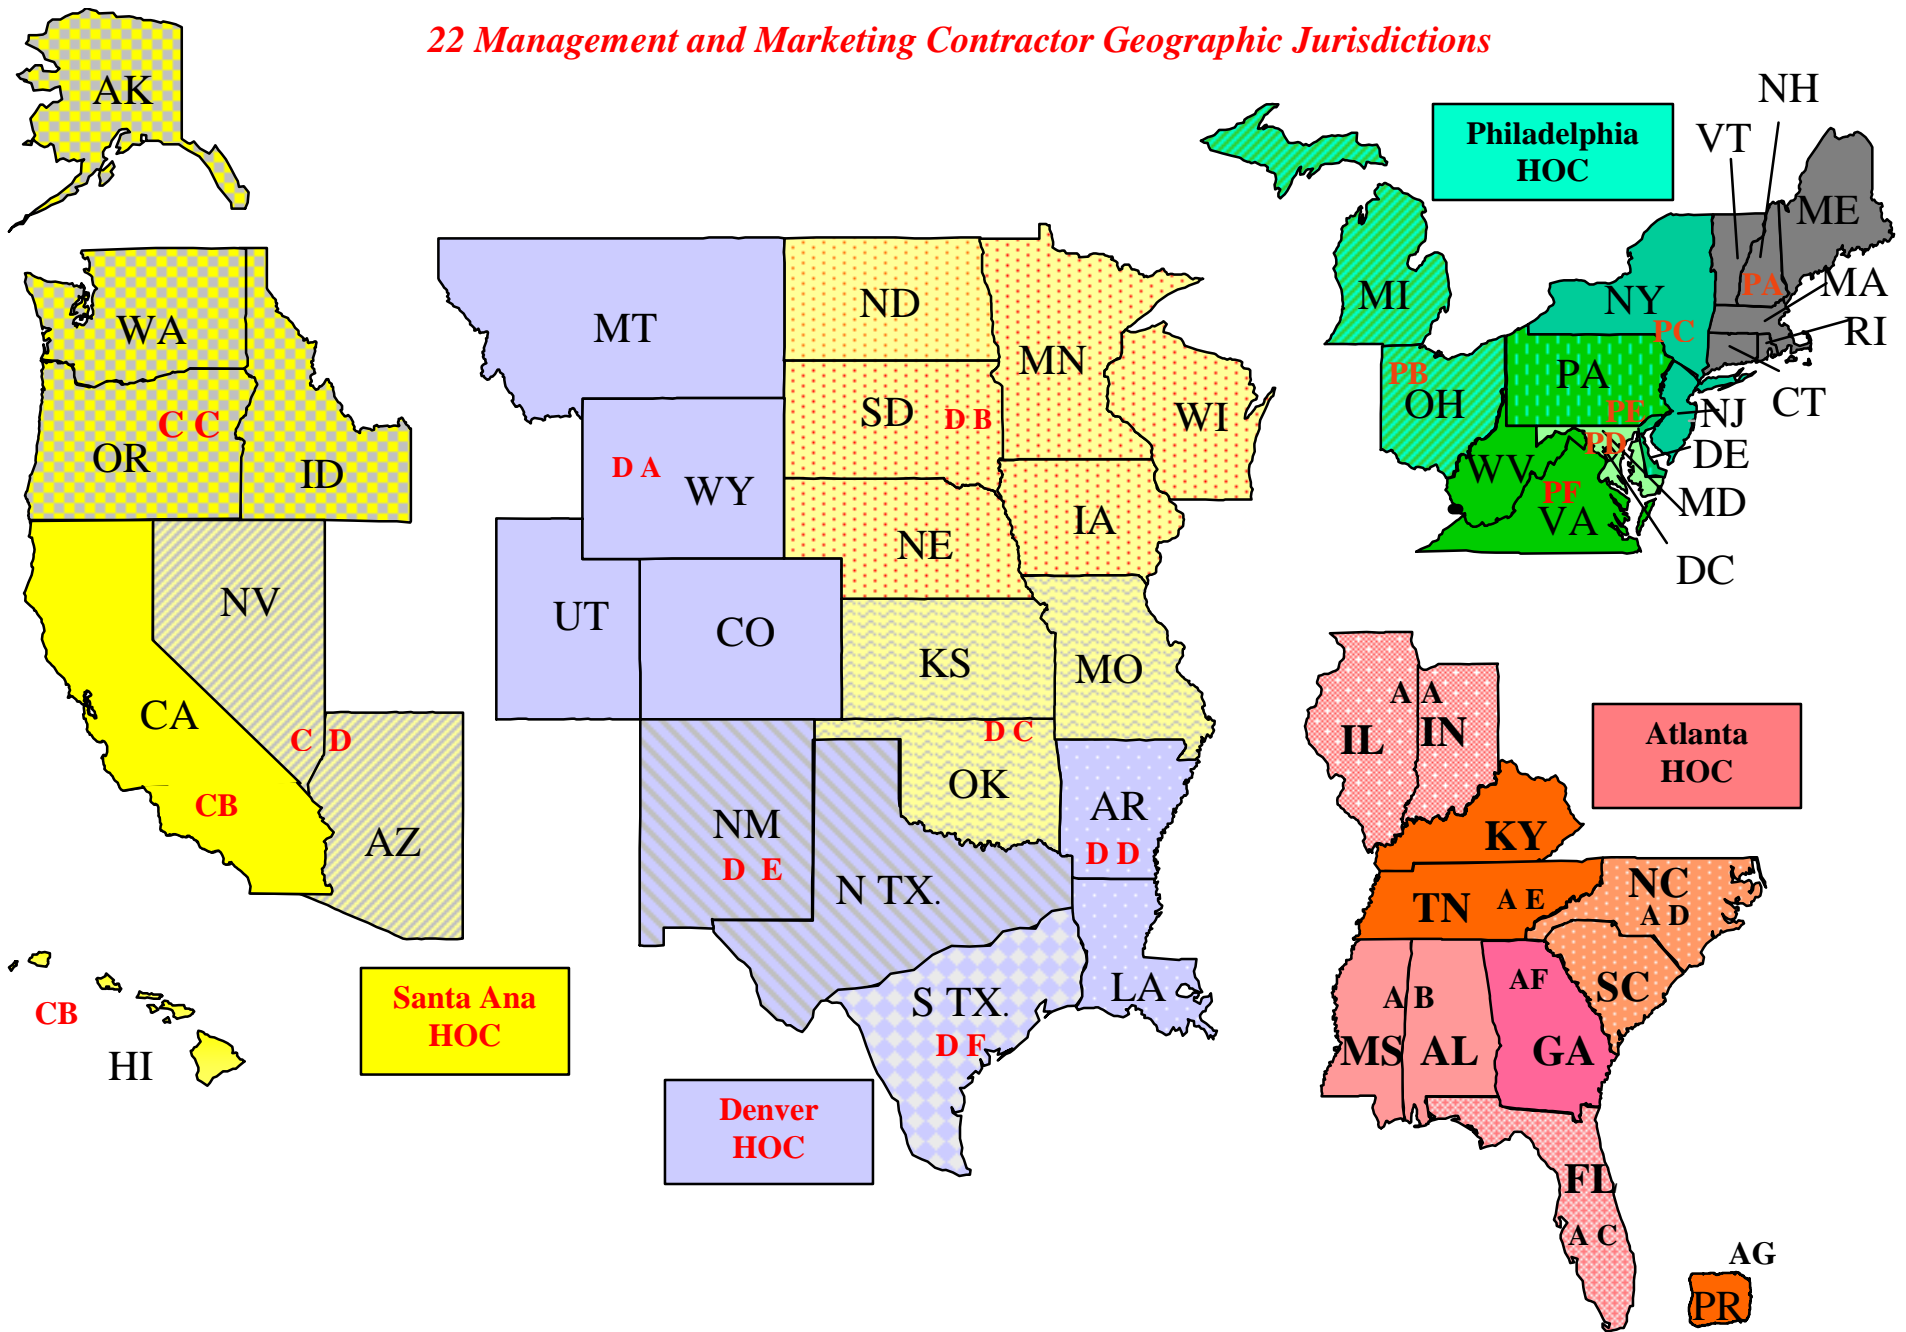 22 Management and Marketing Contractor Geographic Jurisdictions
AK
WA
C C
OR
ID
NV
CA
C D
CB
AZ
CB
HI
Santa Ana
HOC
MT
ND
MN
SD
D B
WI
D A
WY
NE
IA
UT
CO
KS
MO
D C
OK
NM
D E
AR
D D
N TX.
S TX.
D F
LA
Denver
HOC
Philadelphia
HOC
NH
VT
ME
MI
NY
PA
MA
PC
RI
PB
OH
PA
PE
NJ
CT
PD
DE
WV
PF
VA
MD
DC
A A
IL
IN
Atlanta
HOC
KY
TN
A E
NC
A D
AF
SC
A B
MS
AL
GA
FL
A C
AG
PR